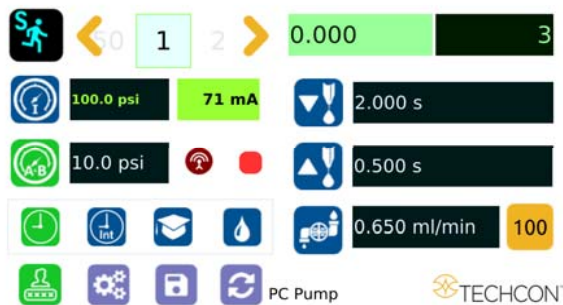 S 50 1 2 0.000 3
I 100.0 psi 71 mA 2.000 s
A-B 10.0 psi 0.500 s
Int 0.650 ml/min 100
PC Pump TECHCON